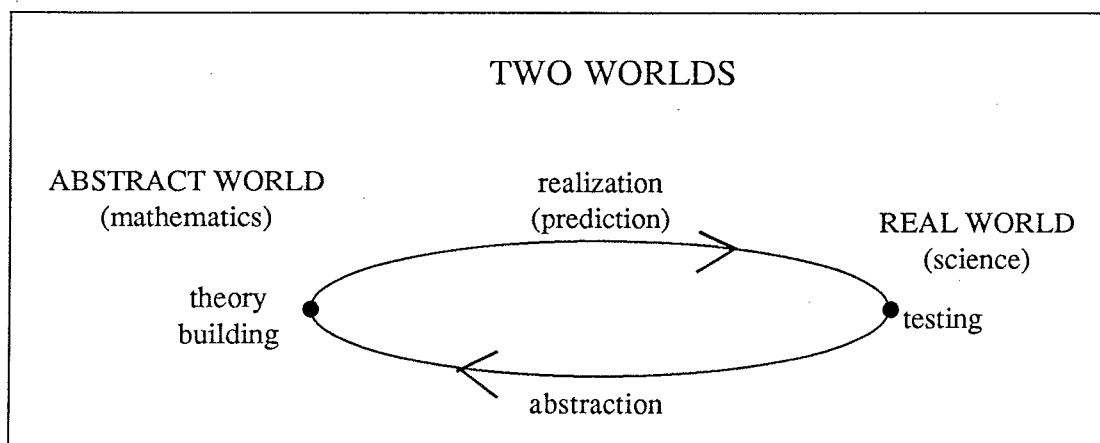 TWO WORLDS
ABSTRACT WORLD
(mathematics)
realization
(prediction)
REAL WORLD
(science)
theory
building
testing
abstraction